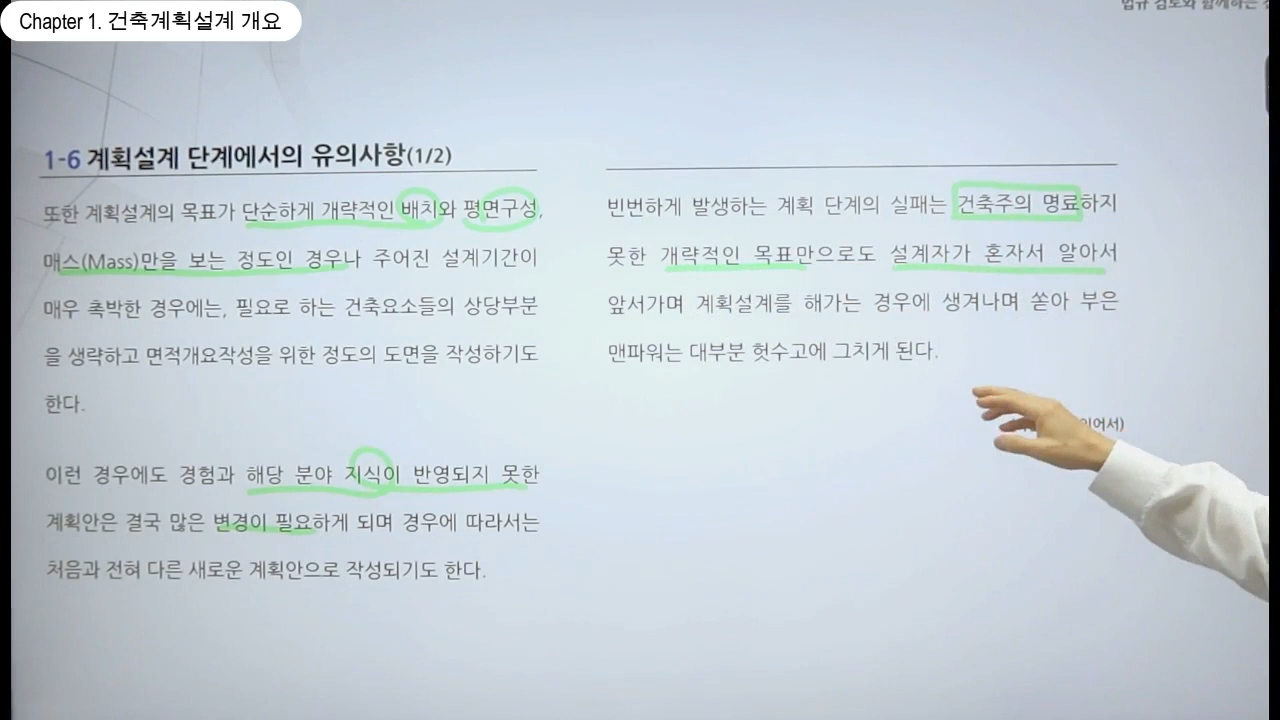 Chapter 1. 건축계획설계 개요
법규 검토와 함께하는
1-6 계획설계 단계에서의 유의사항(1/2)
또한 계획설계의 목표가 단순하게 개략적인 배치와 평면구성,
매스(Mass)만을 보는 정도인 경우나 주어진 설계기간이
매우 촉박한 경우에는, 필요로 하는 건축요소들의 상당부분
을 생략하고 면적개요작성을 위한 정도의 도면을 작성하기도
한다.
이런 경우에도 경험과 해당 분야 지식이 반영되지 못한
계획안은 결국 많은 변경이 필요하게 되며 경우에 따라서는
처음과 전혀 다른 새로운 계획안으로 작성되기도 한다.
빈번하게 발생하는 계획 단계의 실패는 건축주의 명료하지
못한 개략적인 목표만으로도 설계자가 혼자서 알아서
앞서가며 계획설계를 해가는 경우에 생겨나며 쏟아 부은
맨파워는 대부분 헛수고에 그치게 된다.
이어서)